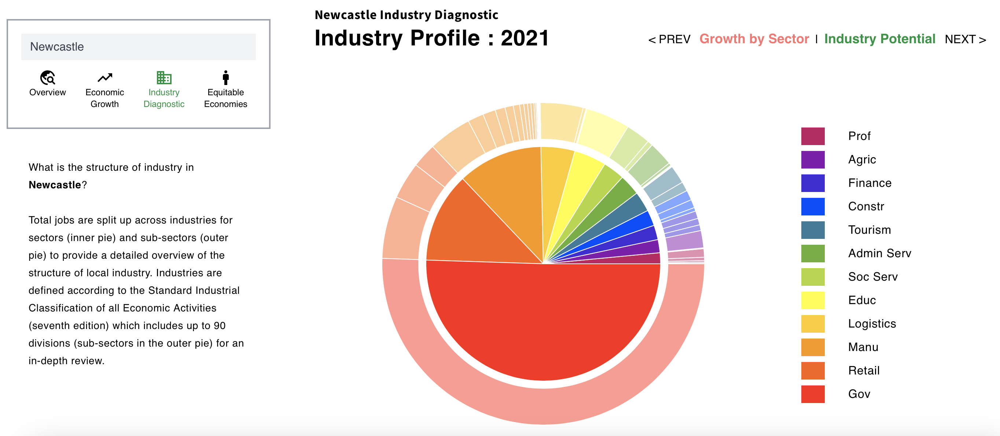 Newcastle Industry Diagnostic
Industry Profile : 2021
< PREV Growth by Sector | Industry Potential NEXT >
Newcastle
Overview
Economic
Growth
Industry
Diagnostic
Equitable
Economies
What is the structure of industry in
Newcastle?
Total jobs are split up across industries for
sectors (inner pie) and sub-sectors (outer
pie) to provide a detailed overview of the
structure of local industry. Industries are
defined according to the Standard Industrial
Classification of all Economic Activities
(seventh edition) which includes up to 90
divisions (sub-sectors in the outer pie) for an
in-depth review.
Prof
Agric
Finance
Constr
Tourism
Admin Serv
Soc Serv
Educ
Logistics
Manu
Retail
Gov